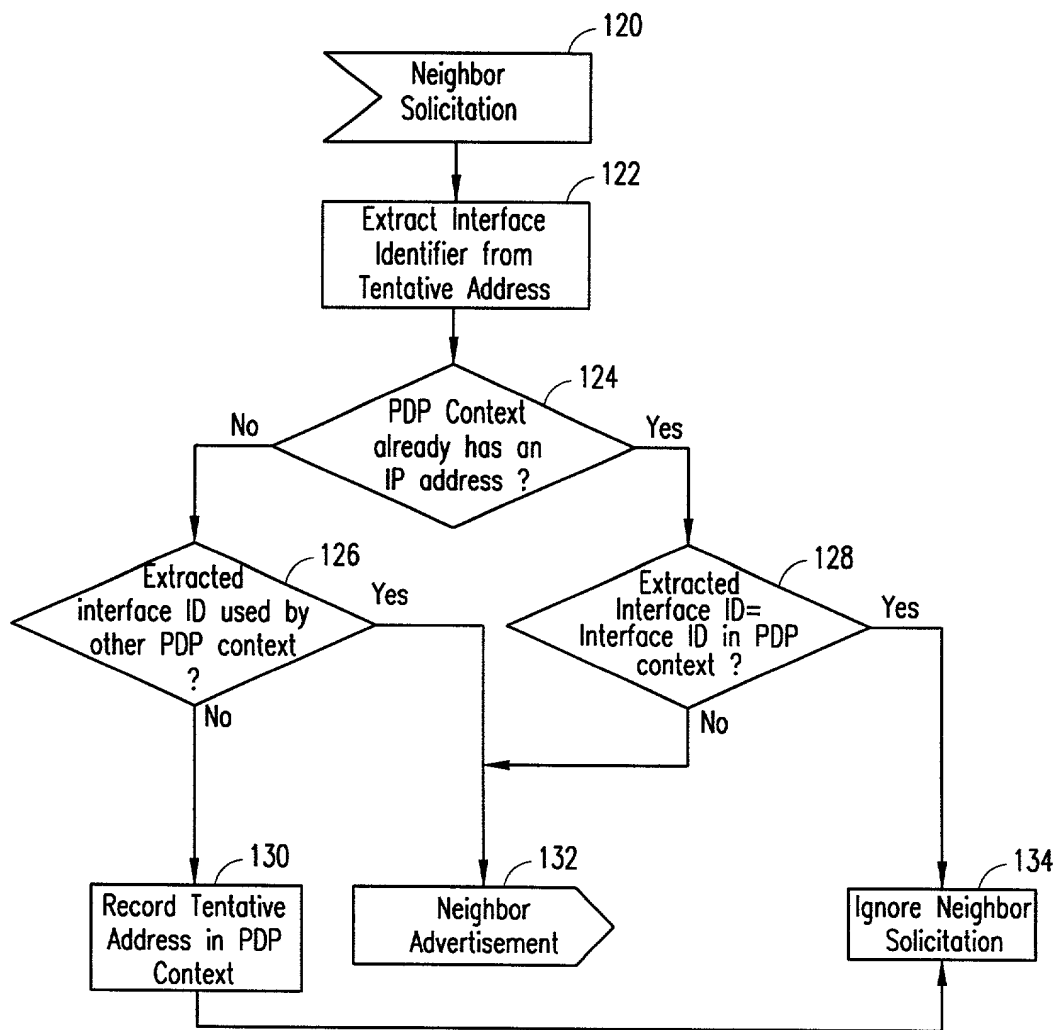 120
Neighbor
Solicitation
122
Extract Interface
Identifier from
Tentative Address
124
PDP Context
already has an
IP address ?
No
Yes
126
Extracted
interface ID used by
other PDP context
?
Yes
No
128
Extracted
Interface ID=
Interface ID in PDP
context ?
Yes
No
130
Record Tentative
Address in PDP
Context
132
Neighbor
Advertisement
134
Ignore Neighbor
Solicitation